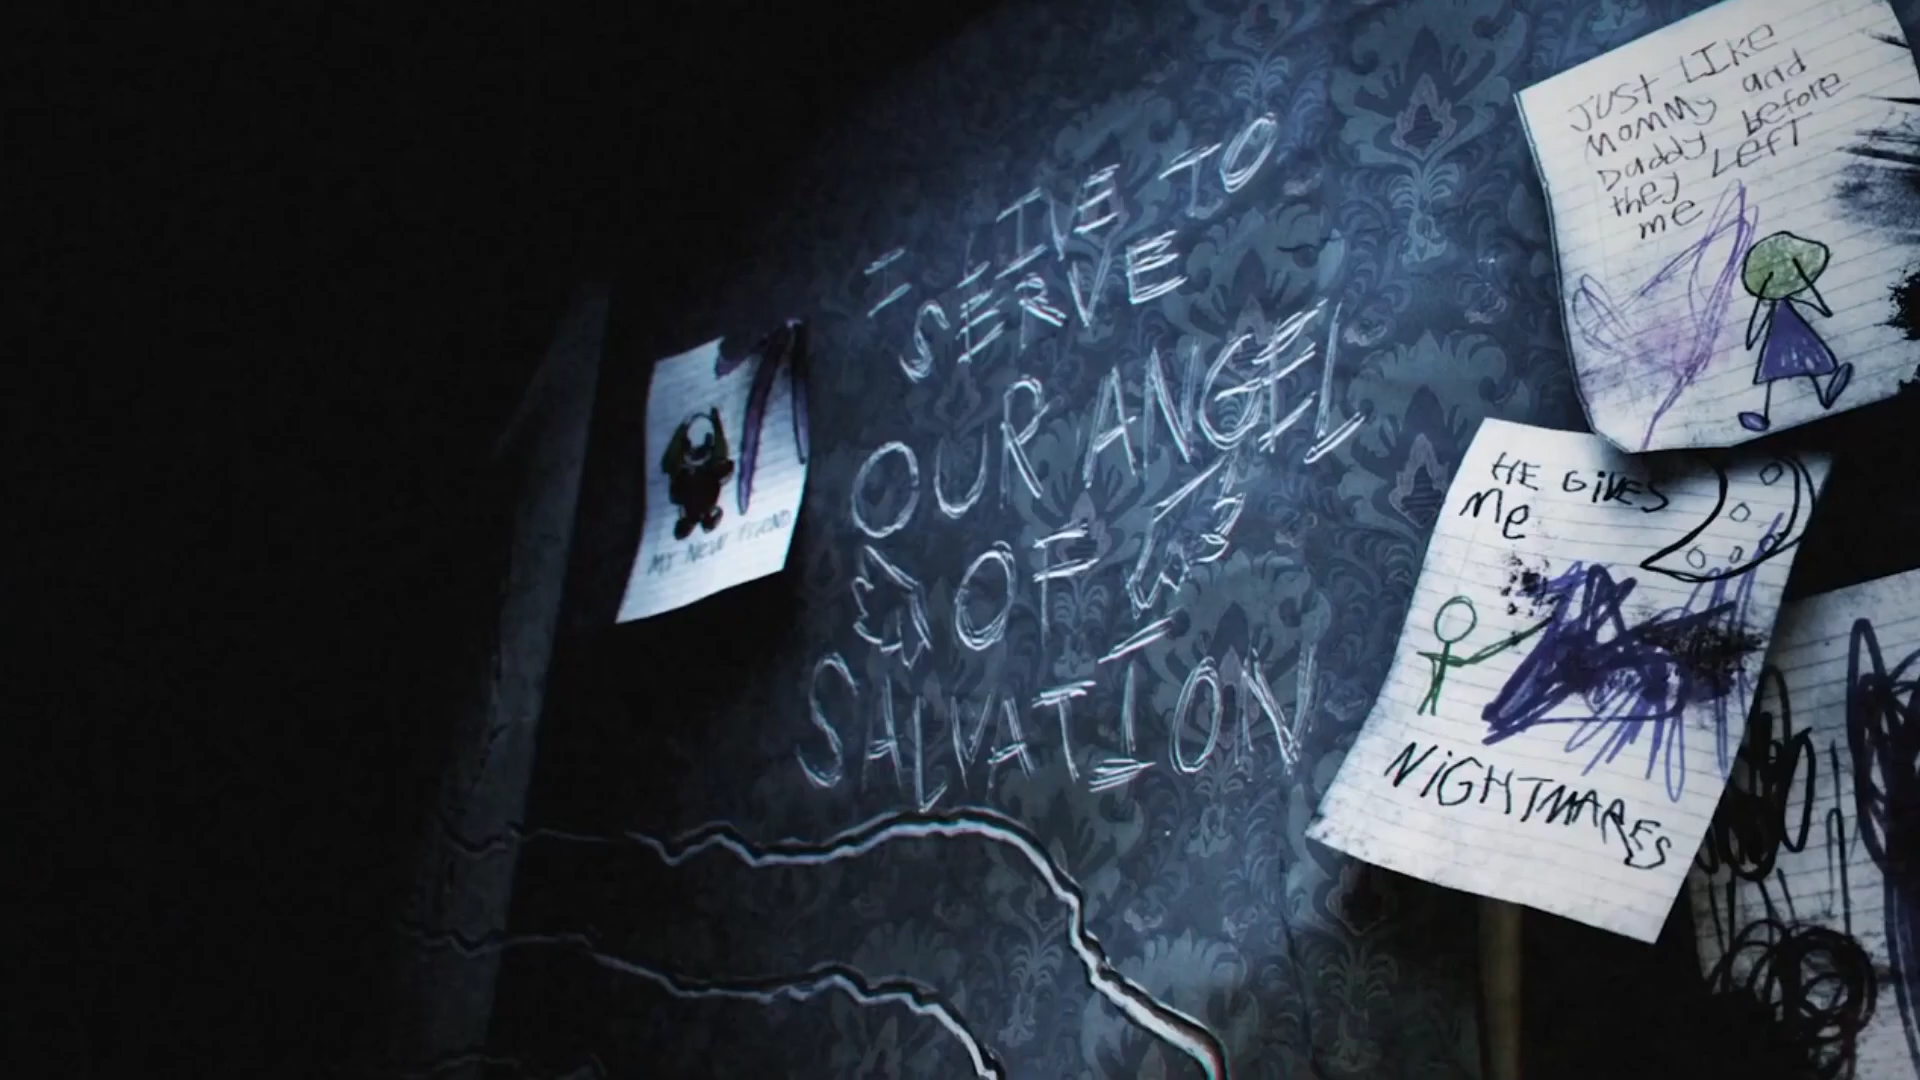 I LIVE TO
SERVE
OUR ANGEL
OF
SALVATION
MY NEW FRIND
JUST LIKE
MOMMy and
Daddy before
they LefT
me
HE GiVES
Me
NiGHTMARES